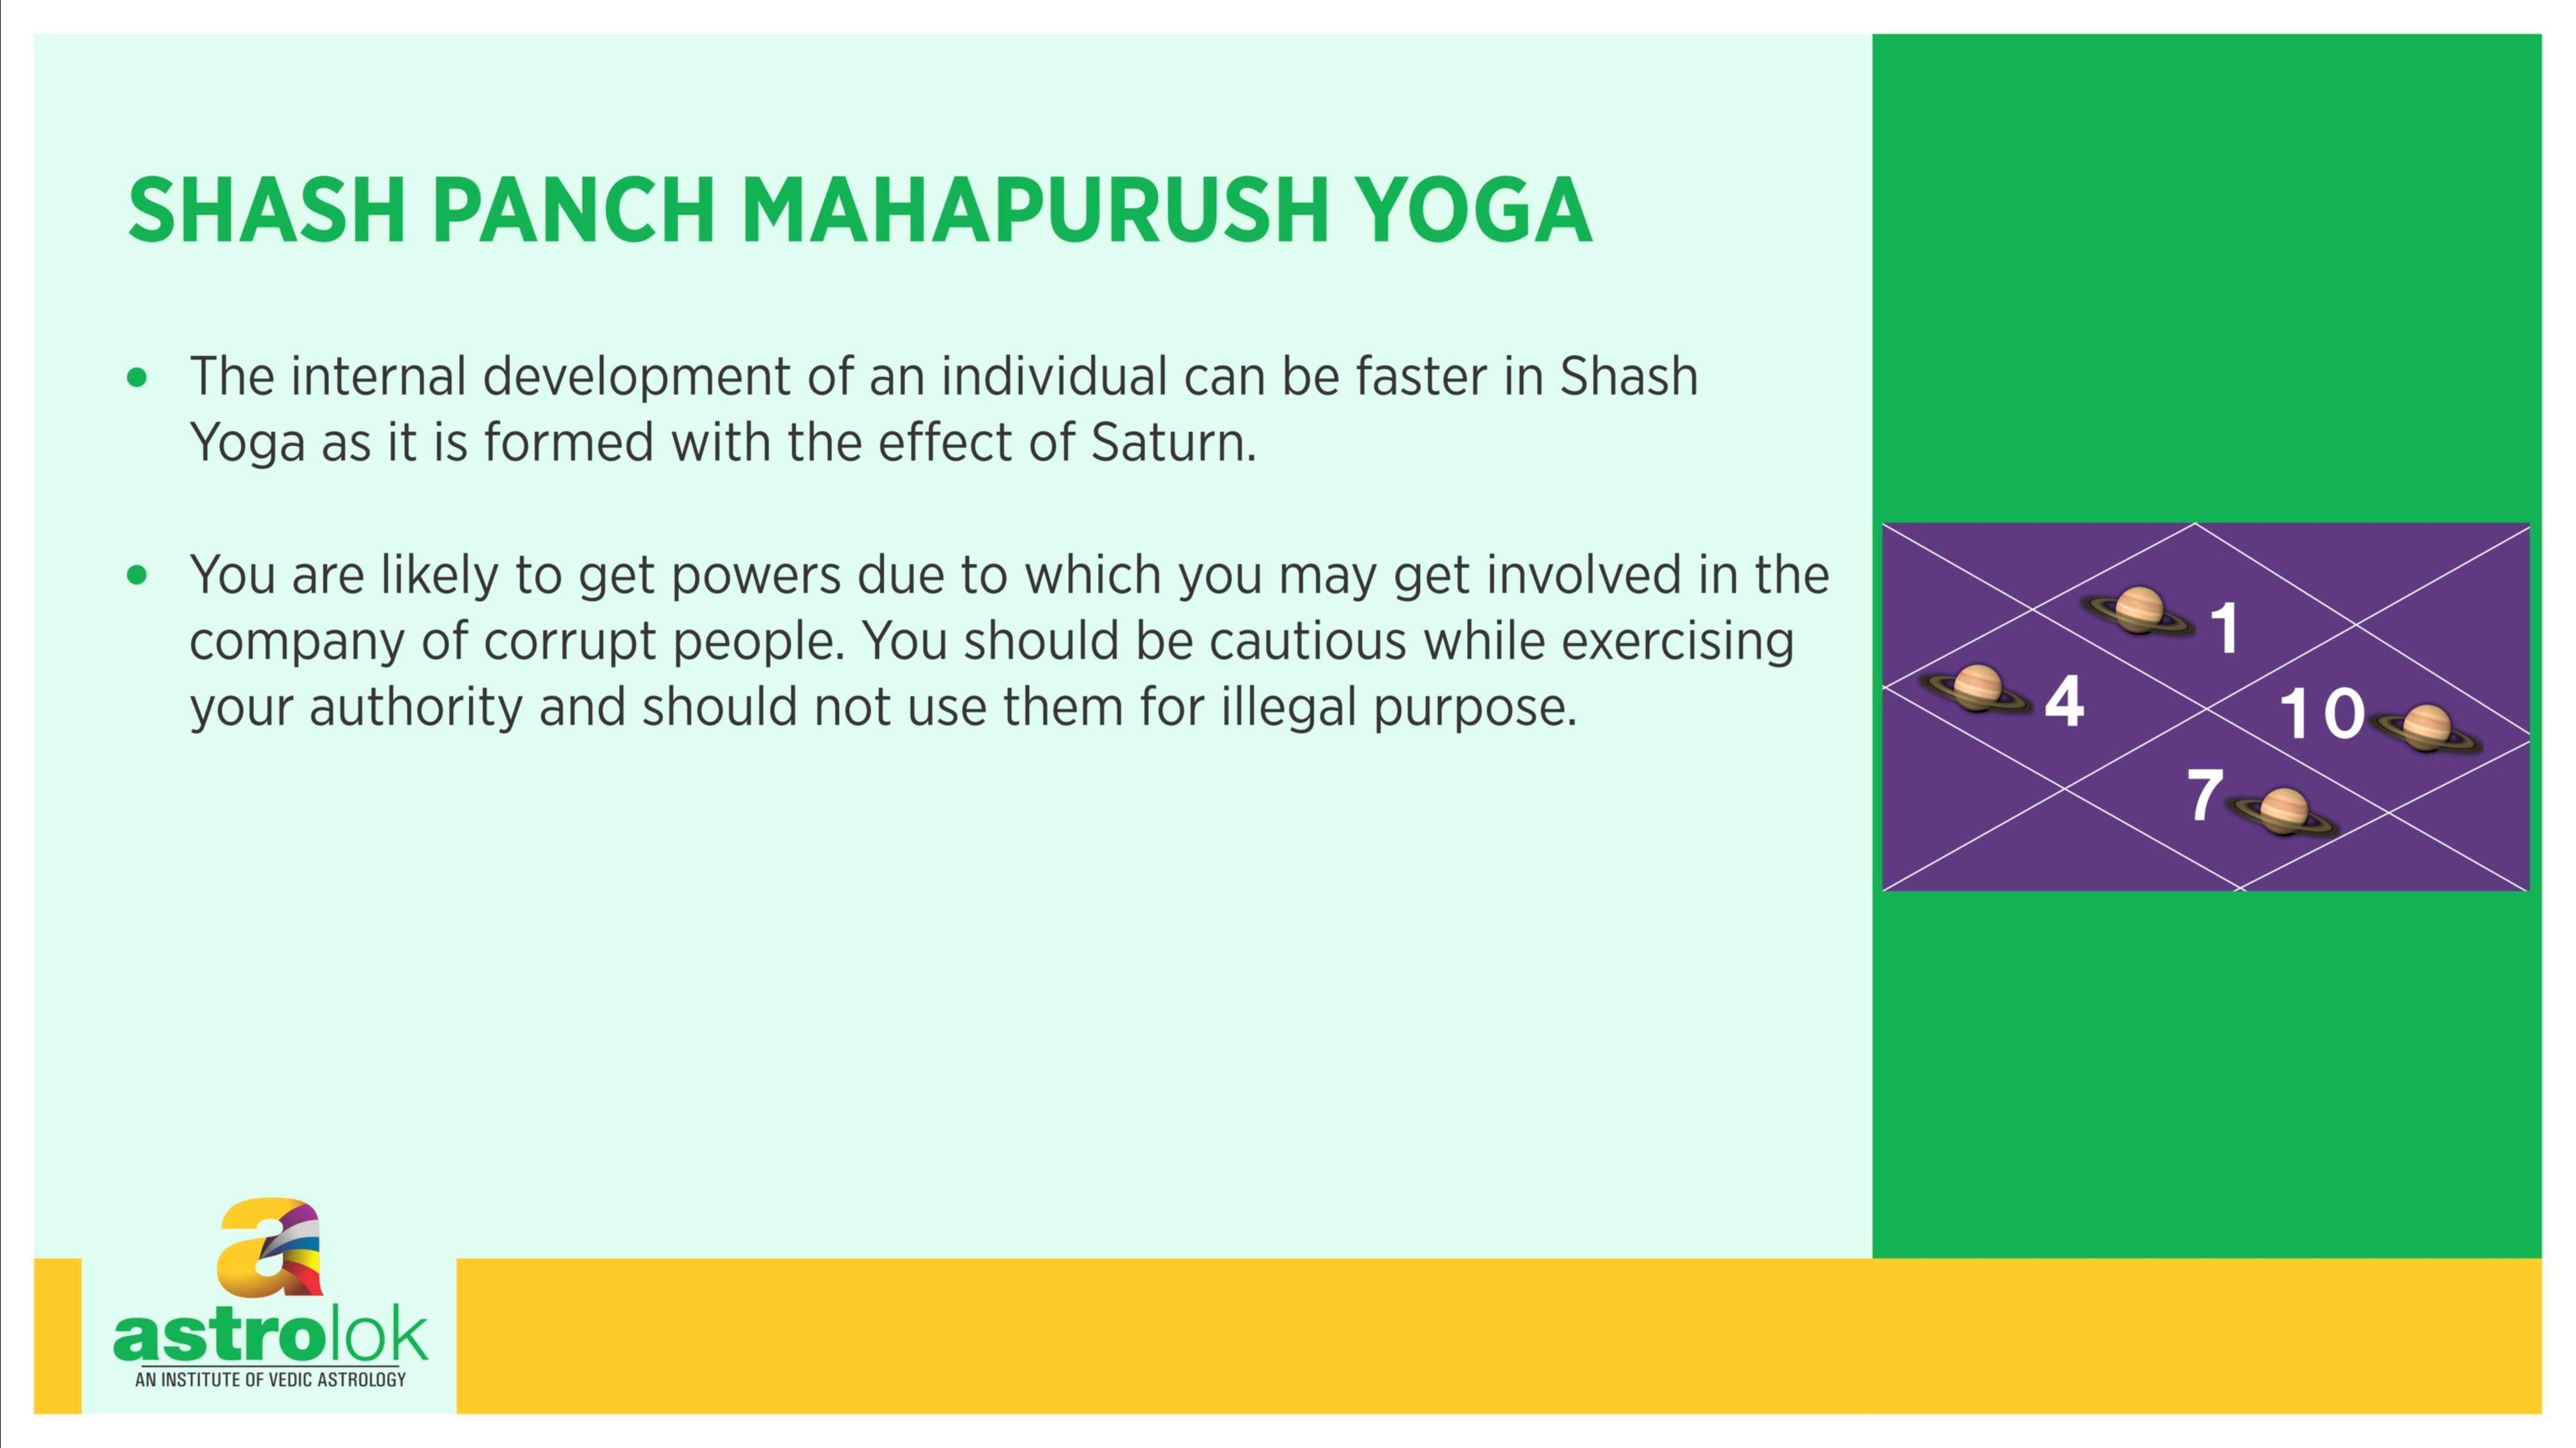 SHASH PANCH MAHAPURUSH YOGA
• The internal development of an individual can be faster in Shash
Yoga as it is formed with the effect of Saturn.
• You are likely to get powers due to which you may get involved in the
company of corrupt people. You should be cautious while exercising
your authority and should not use them for illegal purpose.
1
4
10
7
a
astrolok
AN INSTITUTE OF VEDIC ASTROLOGY